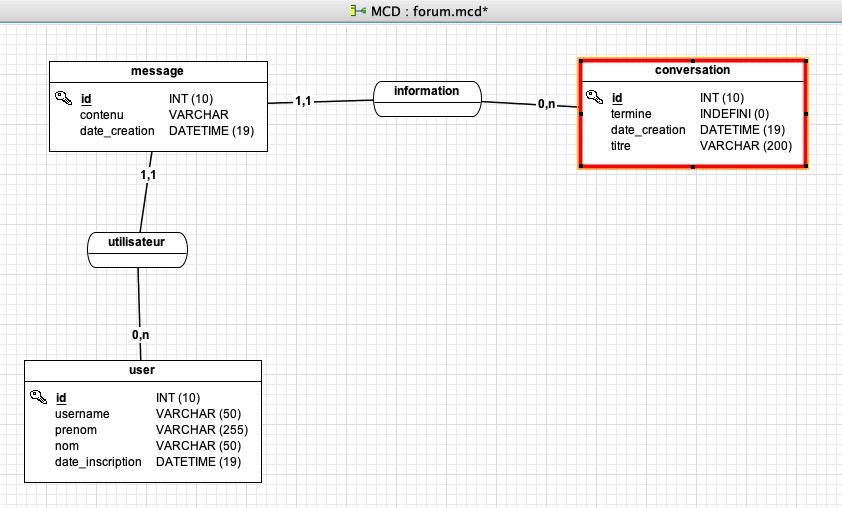 MCD : forum.mcd*
message
id INT (10)
contenu VARCHAR
date_creation DATETIME (19)
1,1
information
0,n
conversation
id INT (10)
termine INDEFINI (0)
date_creation DATETIME (19)
titre VARCHAR (200)
1,1
utilisateur
0,n
user
id INT (10)
username VARCHAR (50)
prenom VARCHAR (255)
nom VARCHAR (50)
date_inscription DATETIME (19)